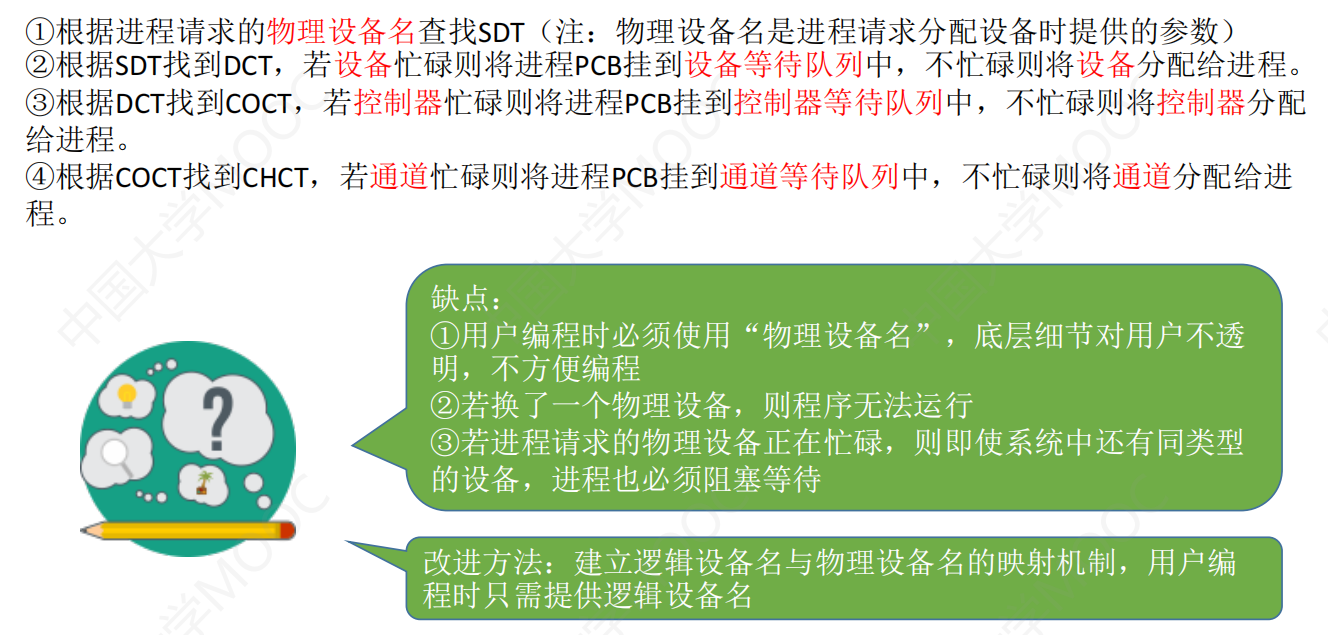 ①根据进程请求的物理设备名查找SDT（注：物理设备名是进程请求分配设备时提供的参数）
②根据SDT找到DCT，若设备忙碌则将进程PCB挂到设备等待队列中，不忙碌则将设备分配给进程。
③根据DCT找到COCT，若控制器忙碌则将进程PCB挂到控制器等待队列中，不忙碌则将控制器分配
给进程。
④根据COCT找到CHCT，若通道忙碌则将进程PCB挂到通道等待队列中，不忙碌则将通道分配给进
程。
缺点：
①用户编程时必须使用“物理设备名”，底层细节对用户不透
明，不方便编程
②若换了一个物理设备，则程序无法运行
③若进程请求的物理设备正在忙碌，则即使系统中还有同类型
的设备，进程也必须阻塞等待
改进方法：建立逻辑设备名与物理设备名的映射机制，用户编
程时只需提供逻辑设备名
中国大学MOOC